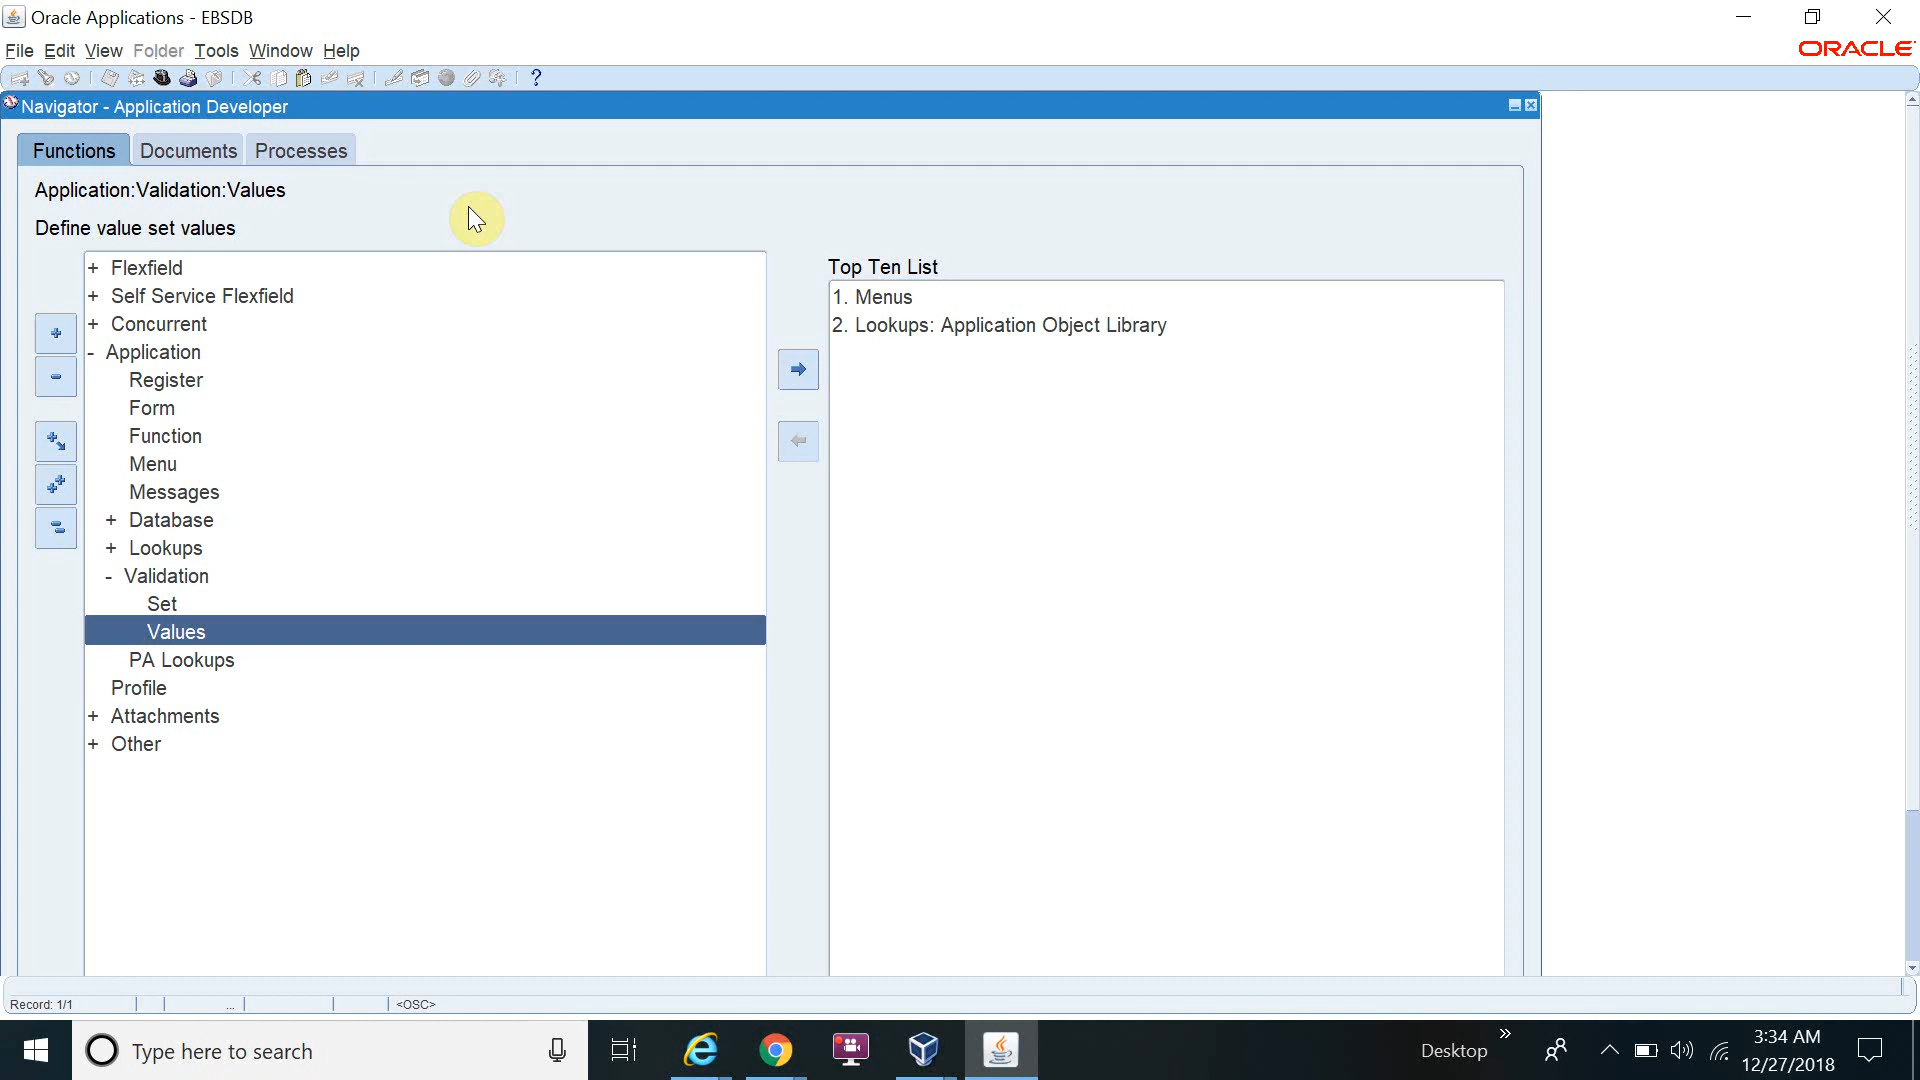 Oracle Applications - EBSDB
File Edit View Folder Tools Window Help
ORACLE
?
Navigator - Application Developer
Functions Documents Processes
Application:Validation:Values
Define value set values
+ Flexfield
+ Self Service Flexfield
+ Concurrent
- Application
Register
Form
Function
Menu
Messages
+ Database
+ Lookups
- Validation
Set
Values
PA Lookups
Profile
+ Attachments
+ Other
Top Ten List
1. Menus
2. Lookups: Application Object Library
Record: 1/1 ... <OSC>
Type here to search
Desktop
3:34 AM
12/27/2018